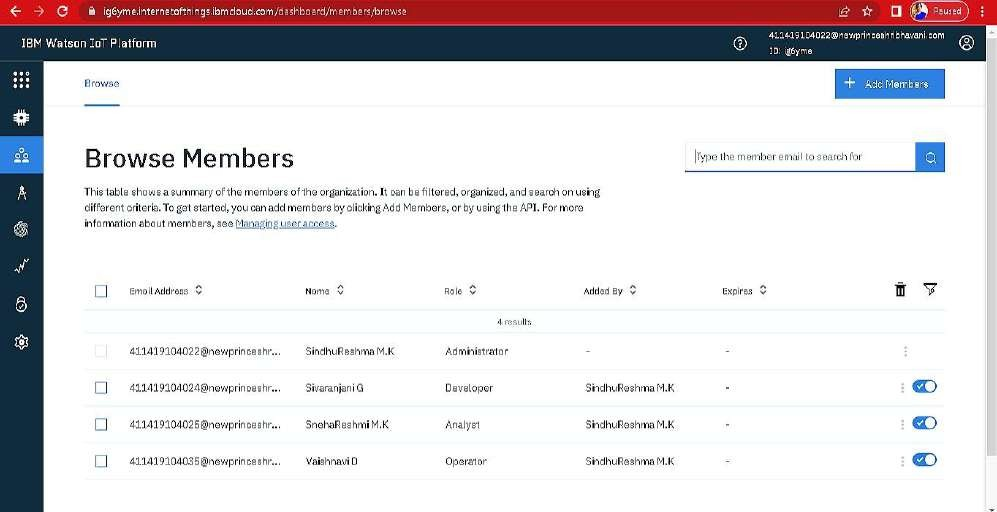 ig6yme.internetofthings.ibmcloud.com/dashboard/members/browse
Paused
IBM Watson IoT Platform
411419104022@newprinceshribhavani.com
ID: ig6yme
Browse
Add Members
Browse Members
Type the member email to search for
This table shows a summary of the members of the organization. It can be filtered, organized, and search on using
different criteria. To get started, you can add members by clicking Add Members, or by using the API. For more
information about members, see Managing user access.
Email Address Name Role Added By Expires
4 results
411419104022@newprinceshr... SindhuReshma M.K Administrator - -
411419104024@newprinceshr... Sivaranjani G Developer SindhuReshma M.K -
411419104026@newprinceshr... SnehaReshmi M.K Analyst SindhuReshma M.K -
411419104035@newprinceshr... Vaishnavi D Operator SindhuReshma M.K -